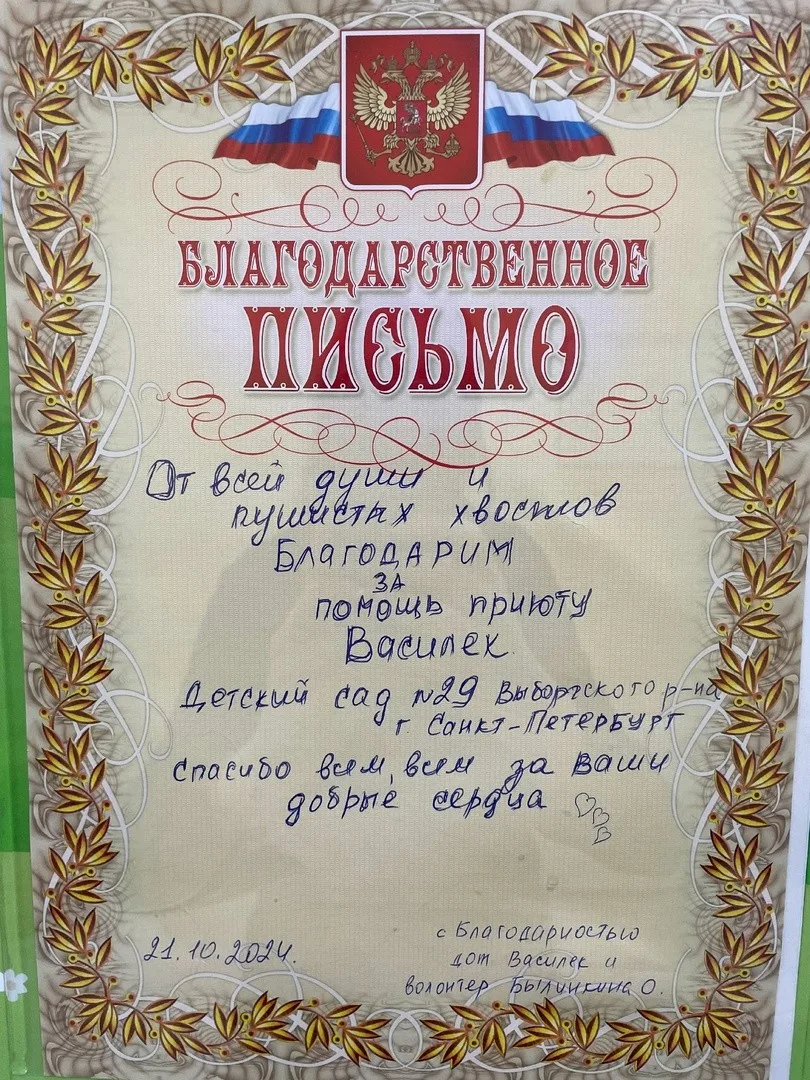 БЛАГОДАРСТВЕННОЕ
ПИСЬМО
От всей души и
пушистых хвостов
Благодарим
за
помощь приюту
Василек
Детский сад №29 Выборгского р-на
г. Санкт-Петербург
спасибо всем, всем за Ваши
добрые сердца
21.10.2024.
с Благодарностью
дом Василек и
волонтер Былинкина О.